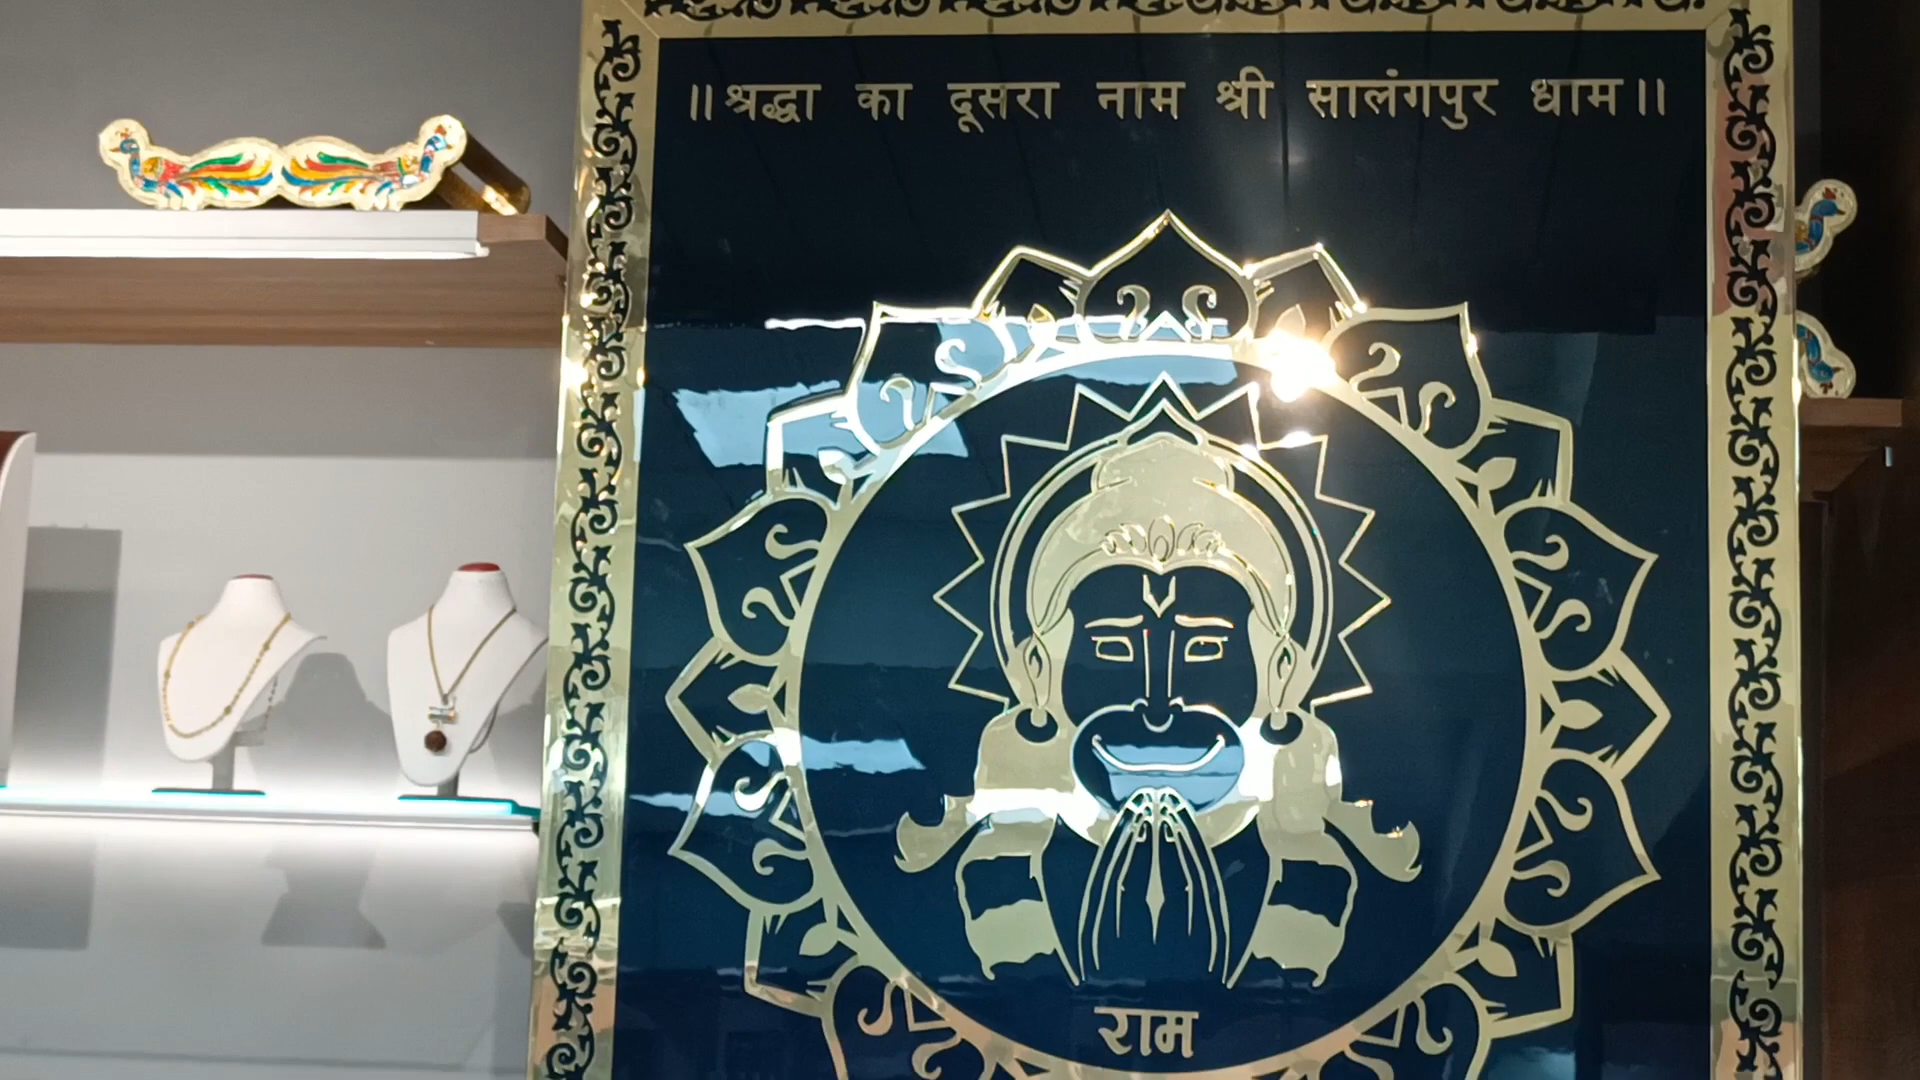 ॥श्रद्धा का दूसरा नाम श्री सालंगपुर धाम॥
राम